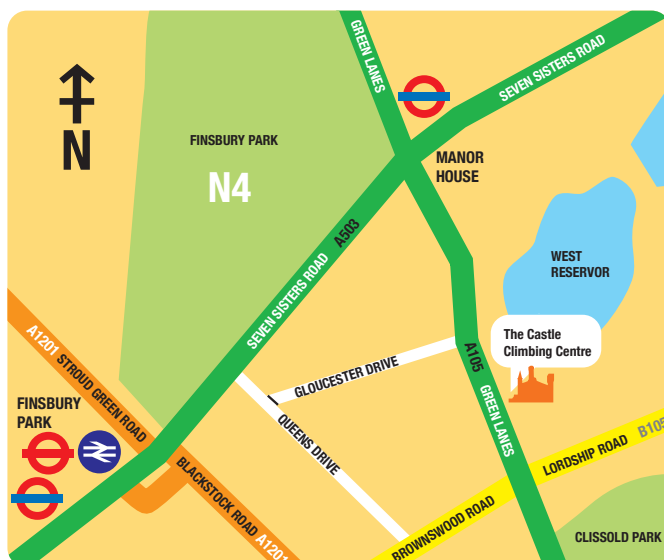 GREEN LANES
SEVEN SISTERS ROAD
N
FINSBURY PARK
N4
MANOR
HOUSE
SEVEN SISTERS ROAD A503
WEST
RESERVOR
The Castle
Climbing Centre
A1201 STROUD GREEN ROAD
GLOUCESTER DRIVE
A105 GREEN LANES
FINSBURY
PARK
QUEENS DRIVE
BLACKSTOCK ROAD A1201
LORDSHIP ROAD B105
BROWNSWOOD ROAD
CLISSOLD PARK